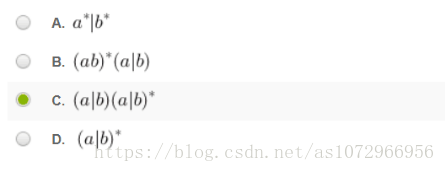 A. a*|b*
B. (ab)*(a|b)
C. (a|b)(a|b)*
D. (a|b)*
https://blog.csdn.net/as1072966956